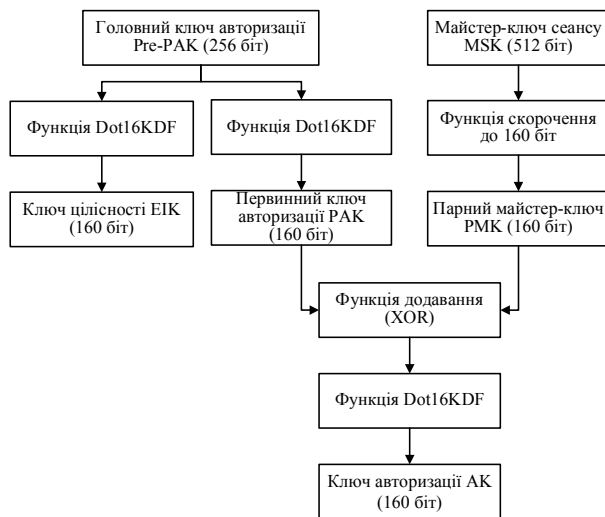 Головний ключ авторизації
Pre-PAK (256 біт)
Майстер-ключ сеансу
MSK (512 біт)
Функція Dot16KDF
Функція Dot16KDF
Функція скорочення
до 160 біт
Ключ цілісності EIK
(160 біт)
Первинний ключ
авторизації PAK
(160 біт)
Парний майстер-ключ
PMK (160 біт)
Функція додавання
(XOR)
Функція Dot16KDF
Ключ авторизації AK
(160 біт)